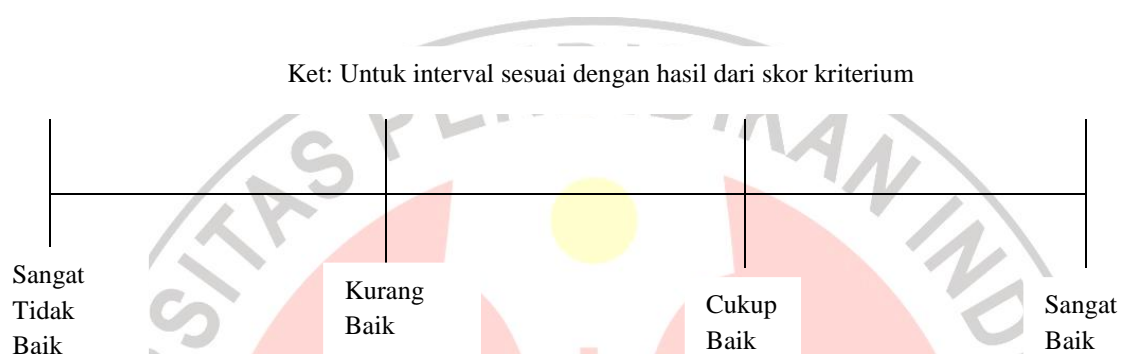 Ket: Untuk interval sesuai dengan hasil dari skor kriterium
Sangat
Tidak
Baik
Kurang
Baik
Cukup
Baik
Sangat
Baik